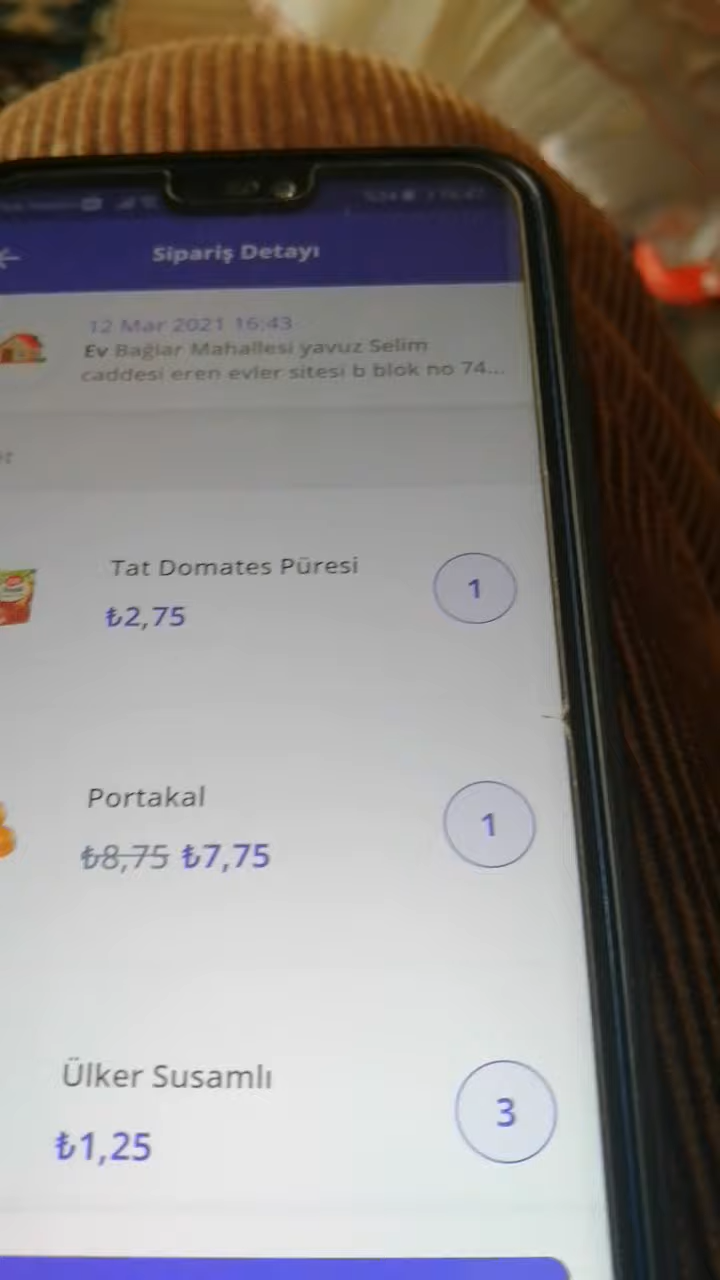 Sipariş Detayı
12 Mar 2021 16:43
Ev Bağlar Mahallesi yavuz Selim
caddesi eren evler sitesi b blok no 74...
Tat Domates Püresi
1
₺2,75
Portakal
1
₺8,75 ₺7,75
Ülker Susamlı
3
₺1,25